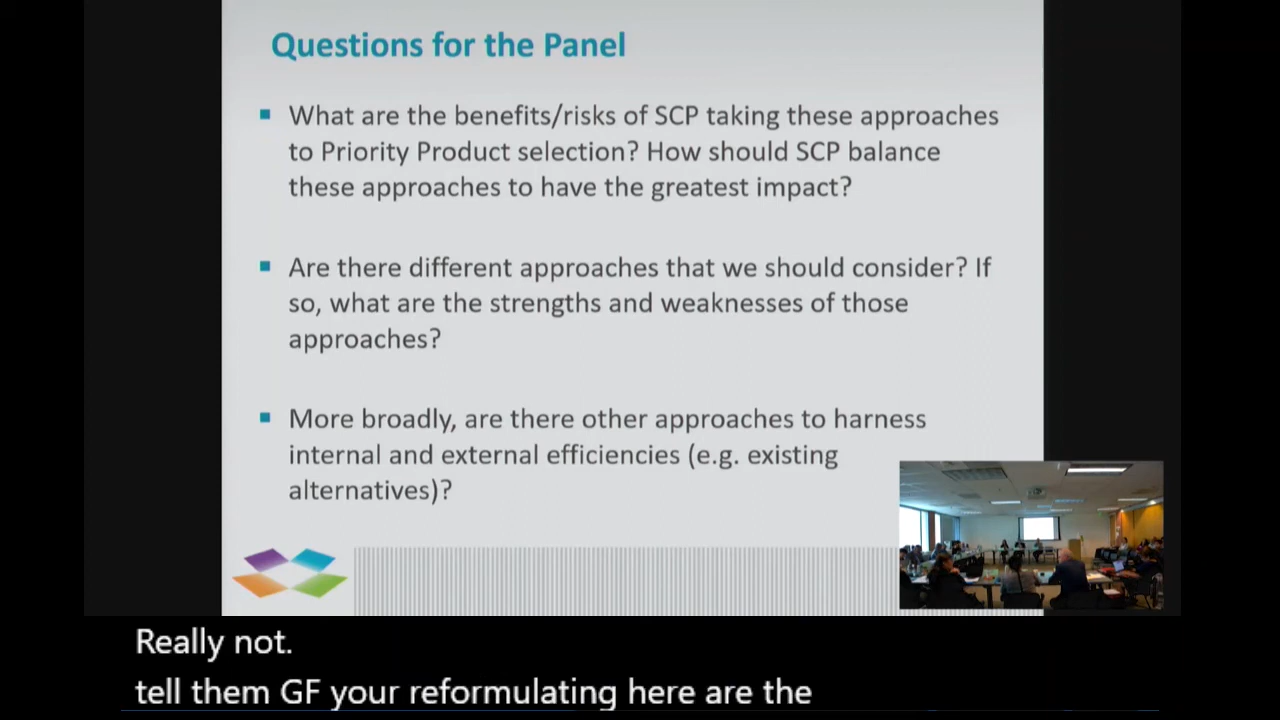 Questions for the Panel
What are the benefits/risks of SCP taking these approaches
to Priority Product selection? How should SCP balance
these approaches to have the greatest impact?
Are there different approaches that we should consider? If
so, what are the strengths and weaknesses of those
approaches?
More broadly, are there other approaches to harness
internal and external efficiencies (e.g. existing
alternatives)?
Really not.
tell them GF your reformulating here are the